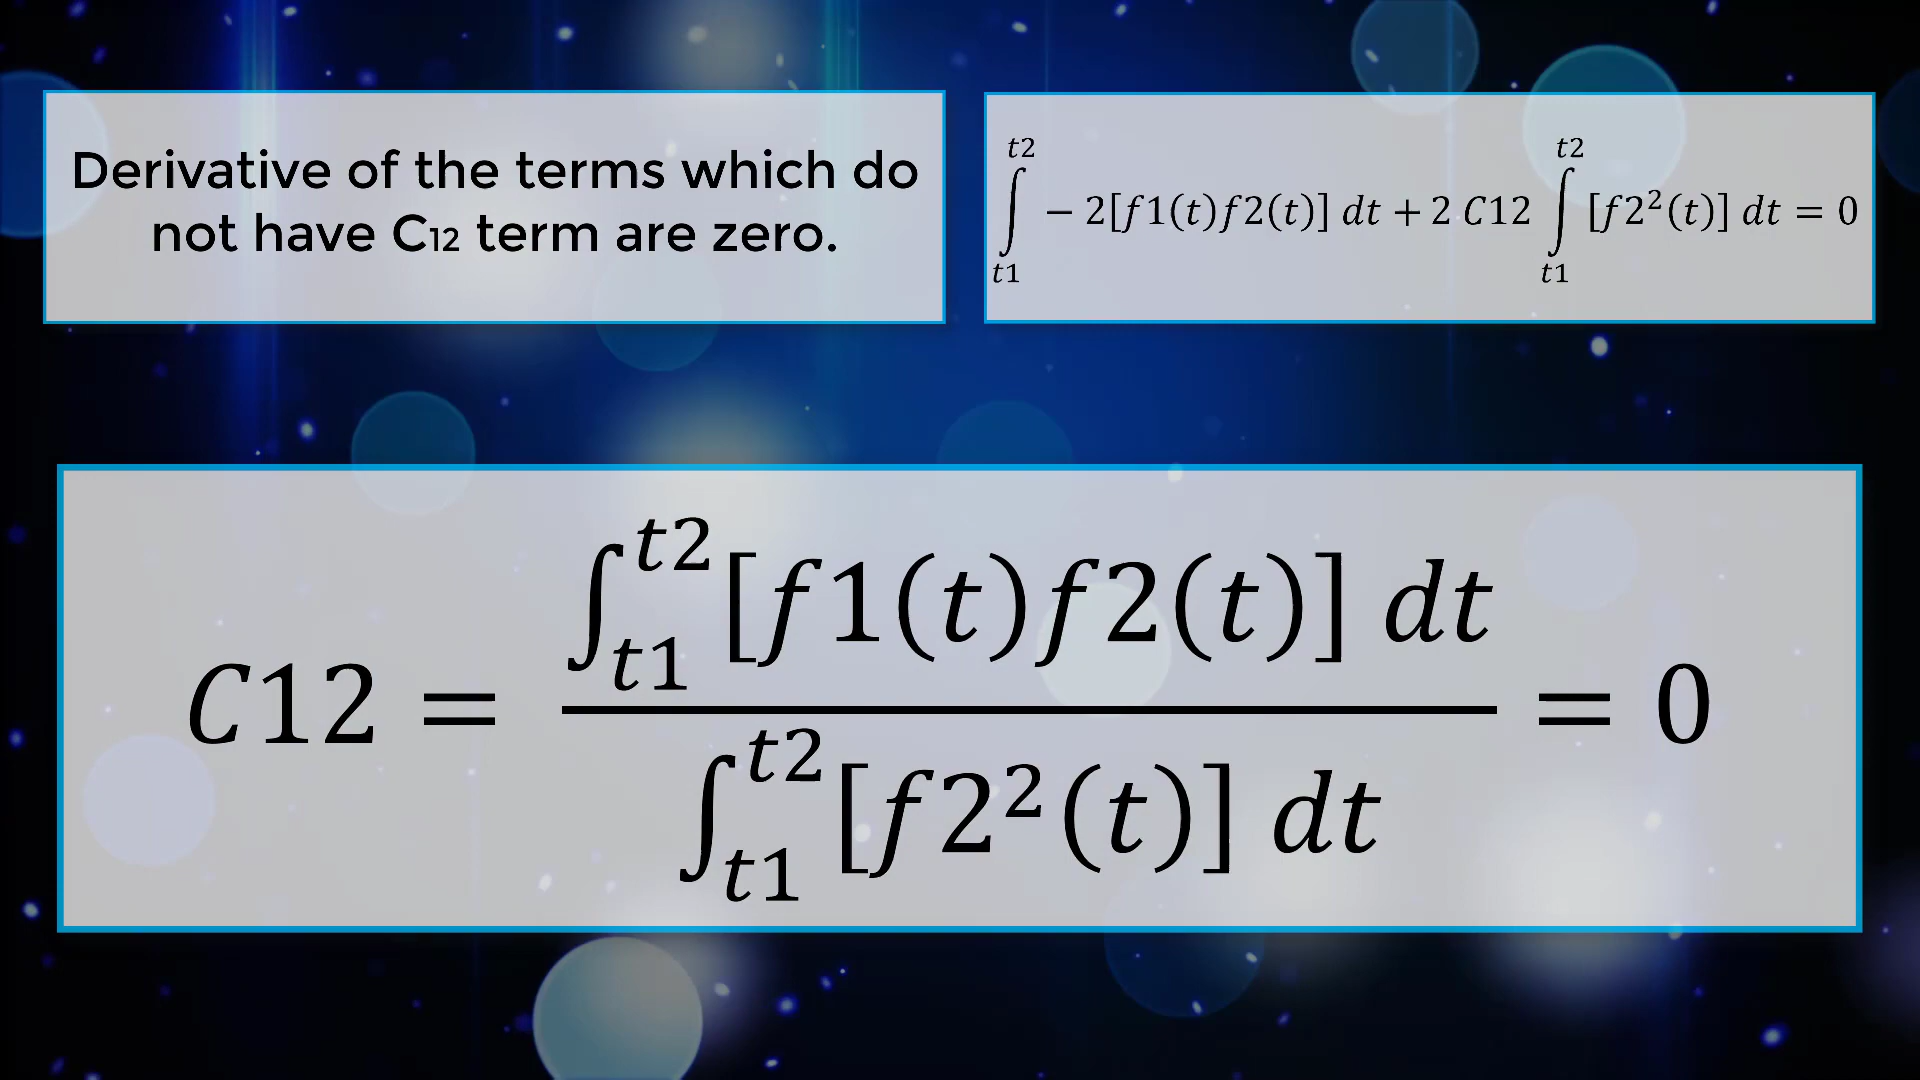 Derivative of the terms which do
not have C₁₂ term are zero.
∫_{t1}^{t2} − 2[f1(t)f2(t)] dt + 2 C12 ∫_{t1}^{t2} [f2²(t)] dt = 0
C12 = \frac{∫_{t1}^{t2} [f1(t)f2(t)] dt}{∫_{t1}^{t2} [f2²(t)] dt} = 0